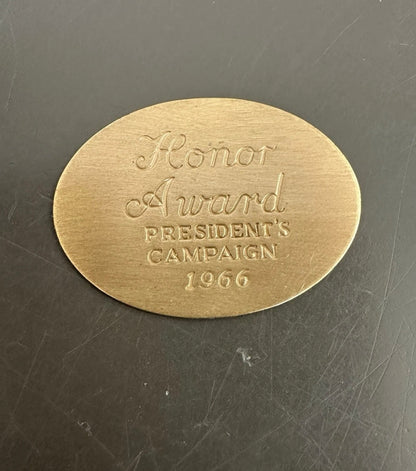 Honor
Award
PRESIDENT'S
CAMPAIGN
1966